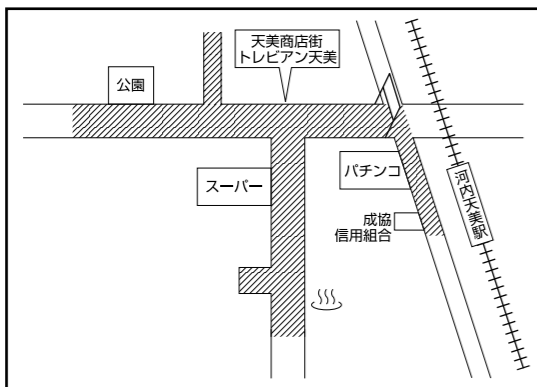 天美商店街
トレビアン天美
公園
スーパー
パチンコ
成協
信用組合
河内天美駅